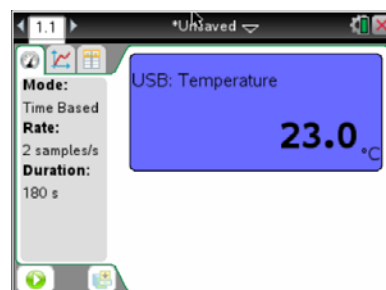 1.1
*Unsaved
Mode:
Time Based
Rate:
2 samples/s
Duration:
180 s
USB: Temperature
23.0 °C